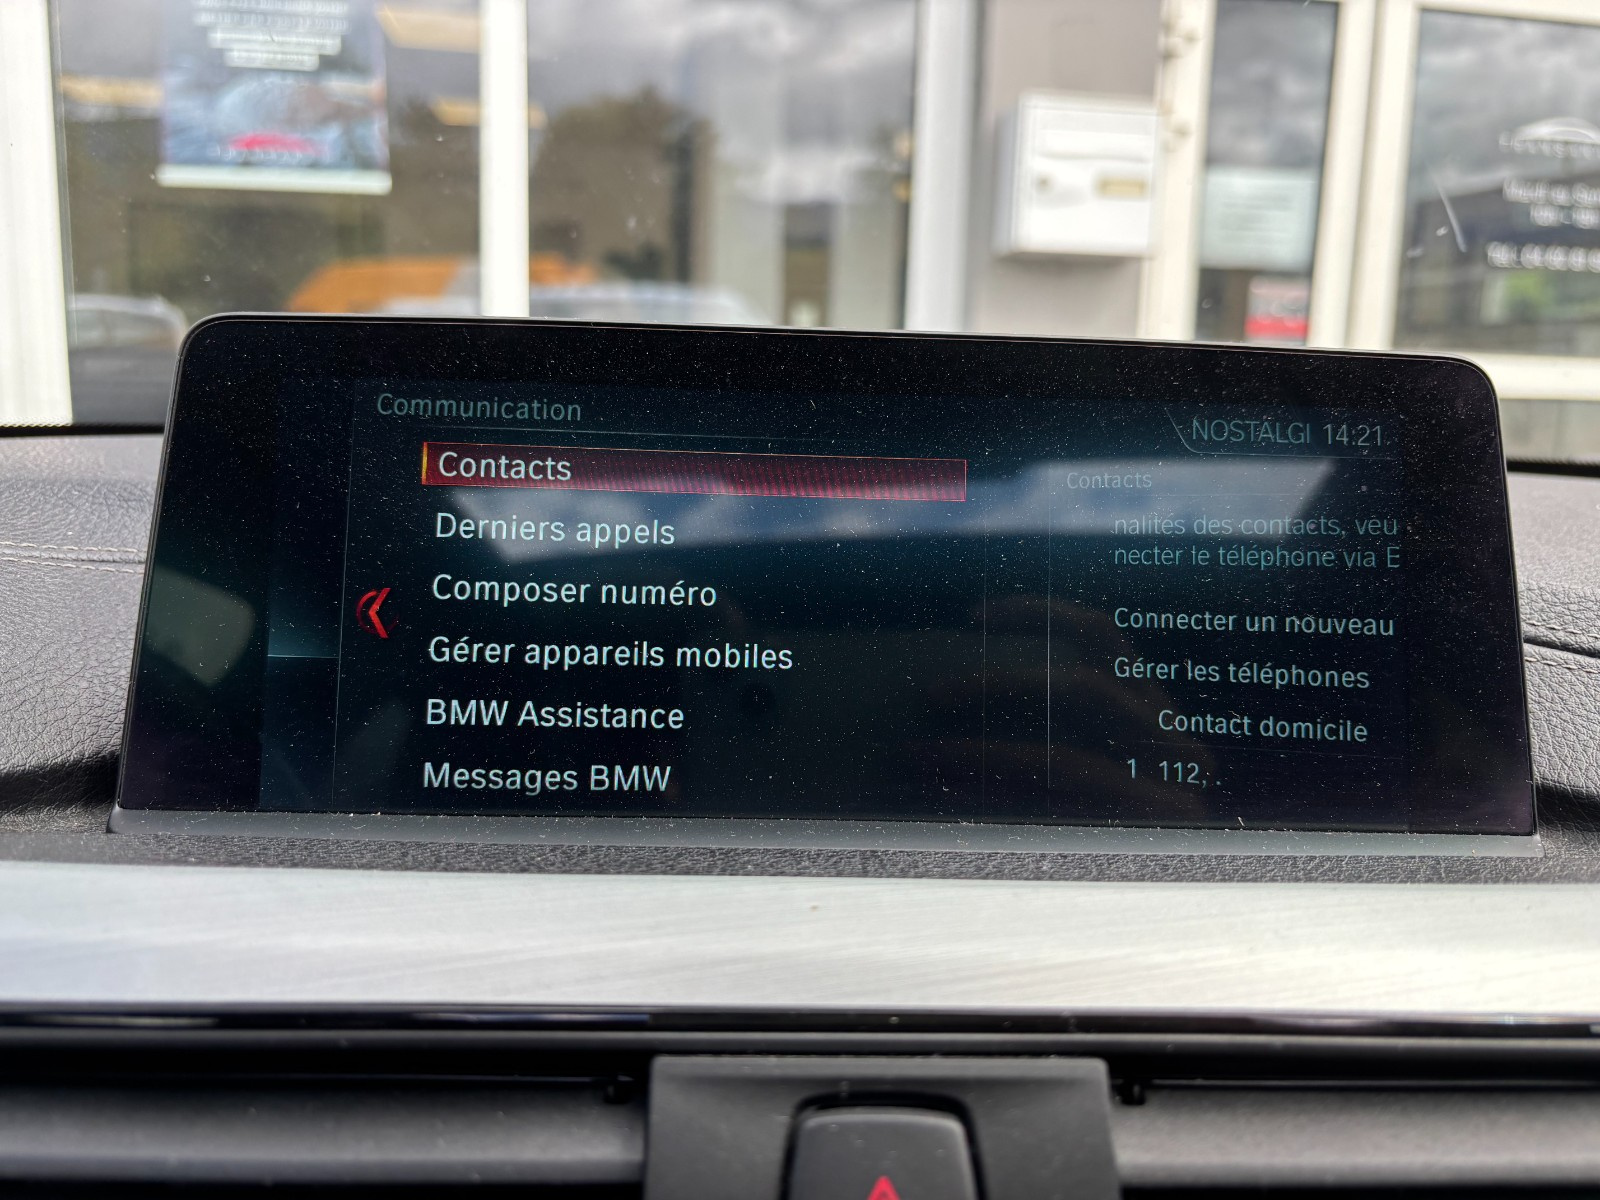 Communication
NOSTALGI 14:21
Contacts
Derniers appels
Composer numéro
Gérer appareils mobiles
BMW Assistance
Messages BMW
Contacts
nalités des contacts, veu
necter le téléphone via E
Connecter un nouveau
Gérer les téléphones
Contact domicile
1 112, .